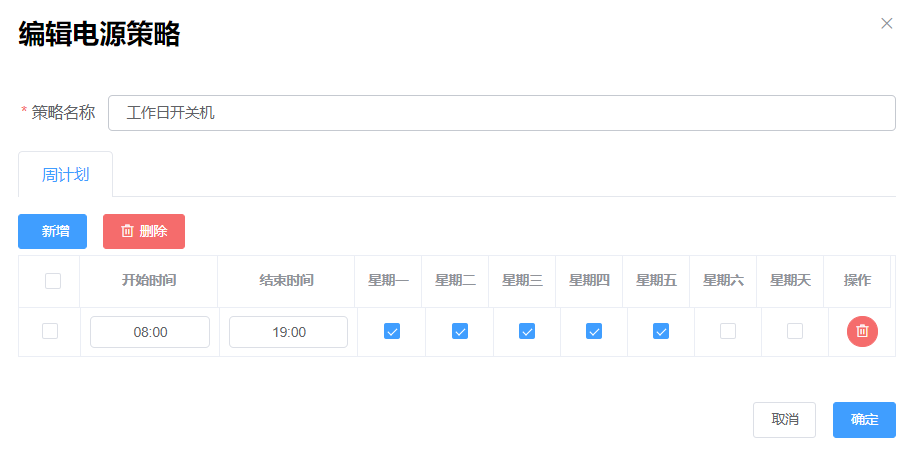 编辑电源策略
* 策略名称 工作日开关机
周计划
新增 删除
开始时间 结束时间 星期一 星期二 星期三 星期四 星期五 星期六 星期天 操作
08:00 19:00
取消 确定